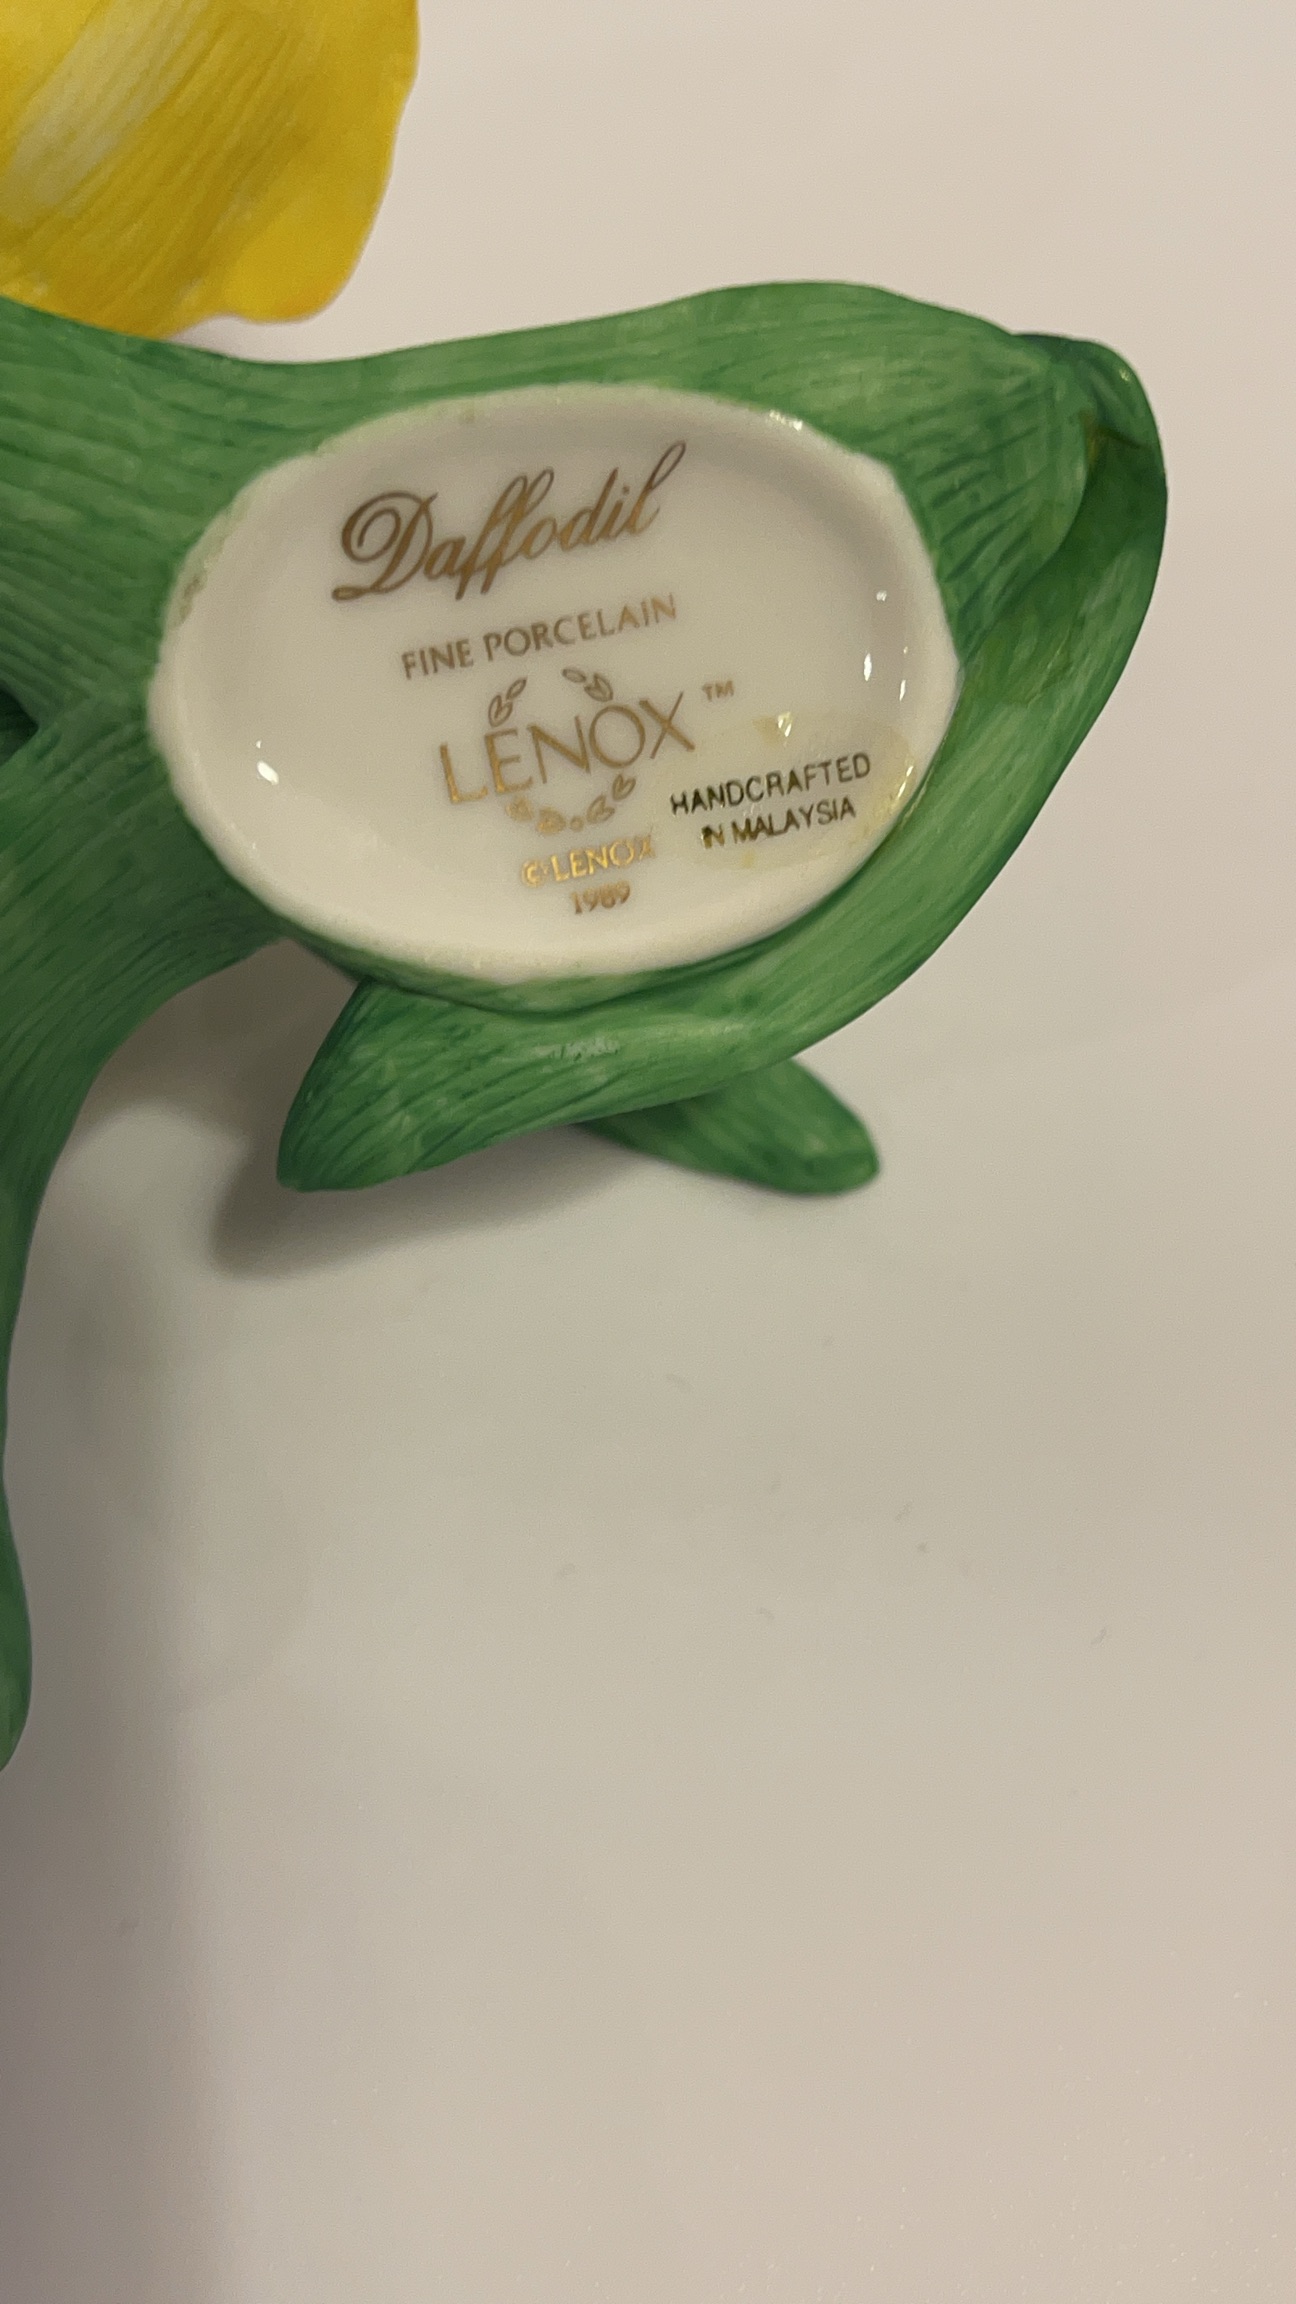 Daffodil
FINE PORCELAIN
LENOX ™
HANDCRAFTED
IN MALAYSIA
© LENOX
1989